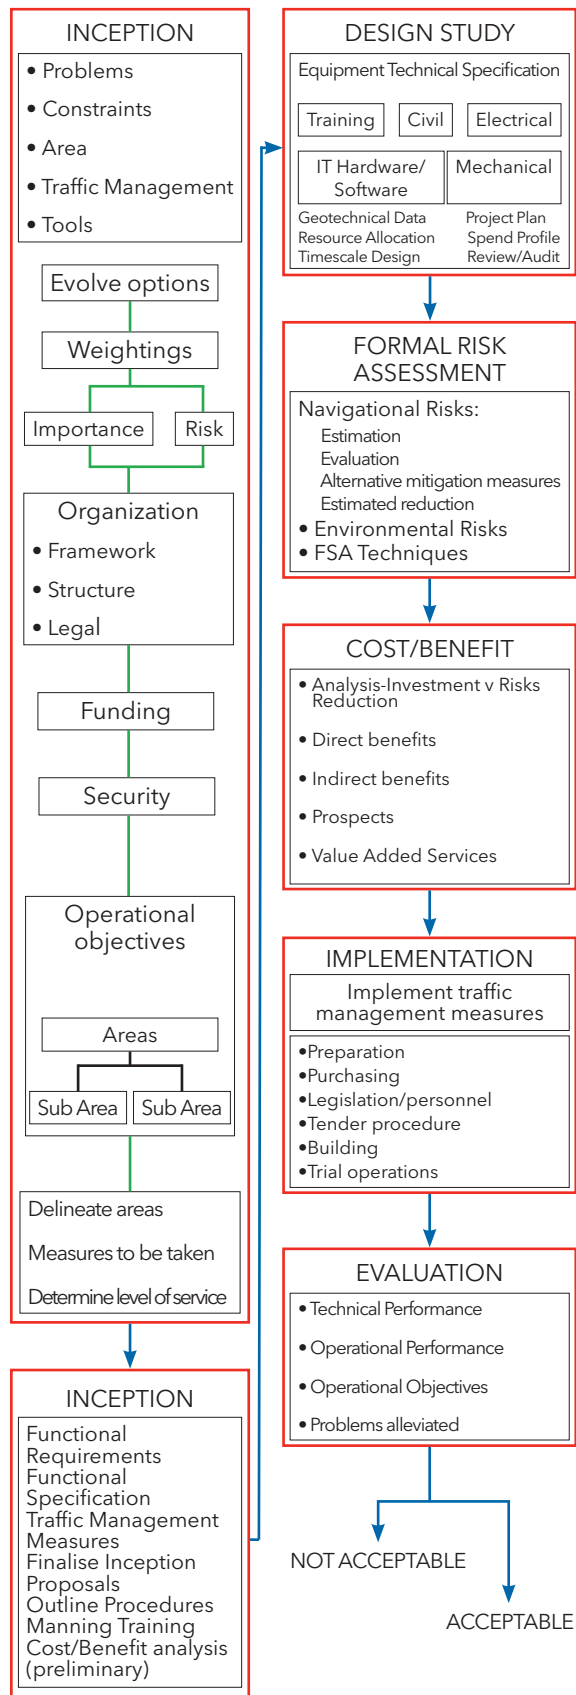 INCEPTION
• Problems
• Constraints
• Area
• Traffic Management
• Tools
Evolve options
Weightings
Importance
Risk
Organization
• Framework
• Structure
• Legal
Funding
Security
Operational
objectives
Areas
Sub Area
Sub Area
Delineate areas
Measures to be taken
Determine level of service
INCEPTION
Functional
Requirements
Functional
Specification
Traffic Management
Measures
Finalise Inception
Proposals
Outline Procedures
Manning Training
Cost/Benefit analysis
(preliminary)
DESIGN STUDY
Equipment Technical Specification
Training
Civil
Electrical
IT Hardware/
Software
Mechanical
Geotechnical Data
Resource Allocation
Timescale Design
Project Plan
Spend Profile
Review/Audit
FORMAL RISK
ASSESSMENT
Navigational Risks:
Estimation
Evaluation
Alternative mitigation measures
Estimated reduction
• Environmental Risks
• FSA Techniques
COST/BENEFIT
• Analysis-Investment v Risks
Reduction
• Direct benefits
• Indirect benefits
• Prospects
• Value Added Services
IMPLEMENTATION
Implement traffic
management measures
•Preparation
•Purchasing
•Legislation/personnel
•Tender procedure
•Building
•Trial operations
EVALUATION
• Technical Performance
• Operational Performance
• Operational Objectives
• Problems alleviated
NOT ACCEPTABLE
ACCEPTABLE